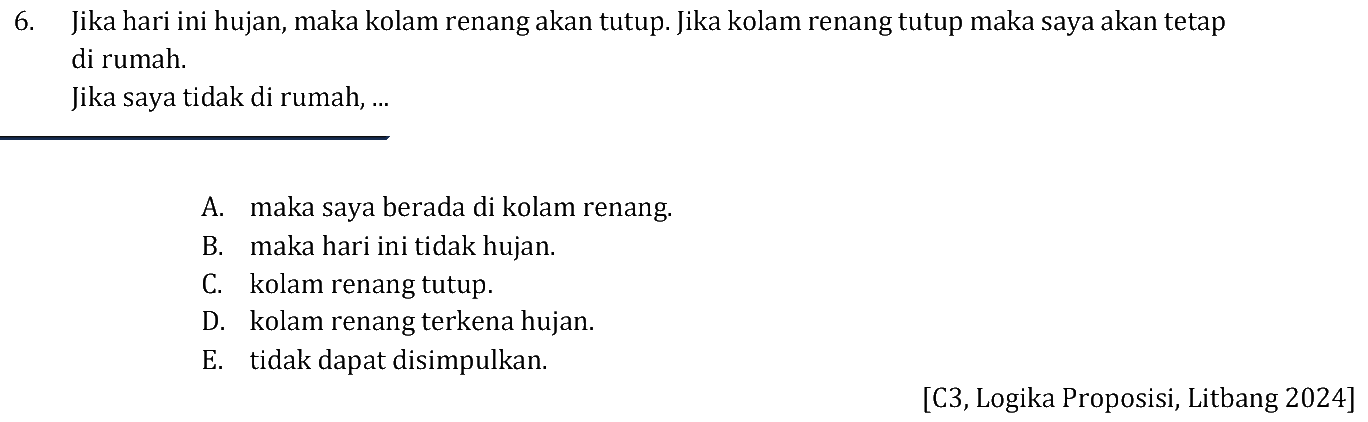 6. Jika hari ini hujan, maka kolam renang akan tutup. Jika kolam renang tutup maka saya akan tetap
di rumah.
Jika saya tidak di rumah, ...
A. maka saya berada di kolam renang.
B. maka hari ini tidak hujan.
C. kolam renang tutup.
D. kolam renang terkena hujan.
E. tidak dapat disimpulkan.
[C3, Logika Proposisi, Litbang 2024]